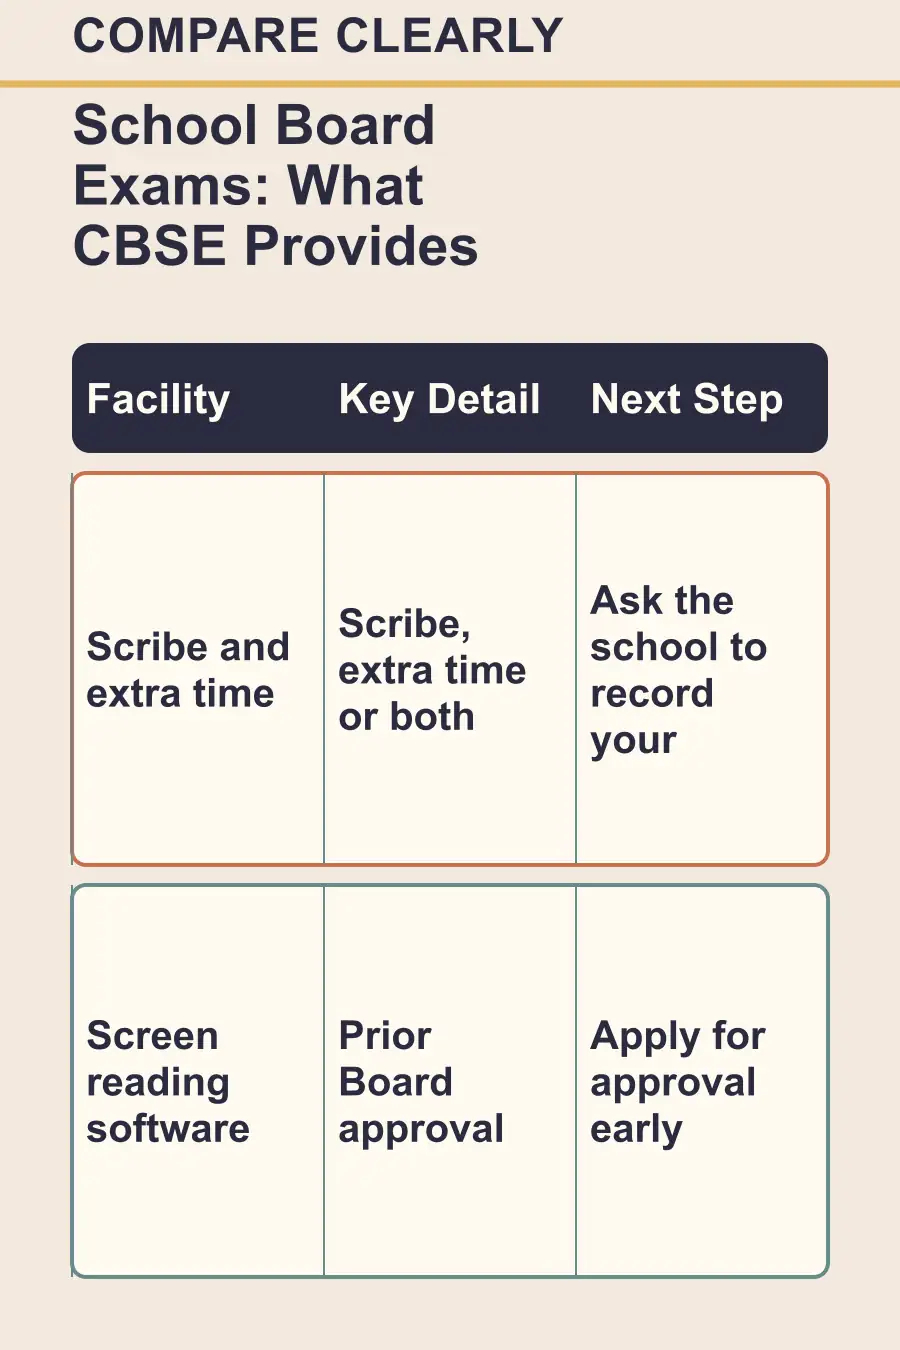 COMPARE CLEARLY
School Board
Exams: What
CBSE Provides
Facility
Key Detail
Next Step
Scribe and
extra time
Scribe,
extra time
or both
Ask the
school to
record
your
Screen
reading
software
Prior
Board
approval
Apply for
approval
early